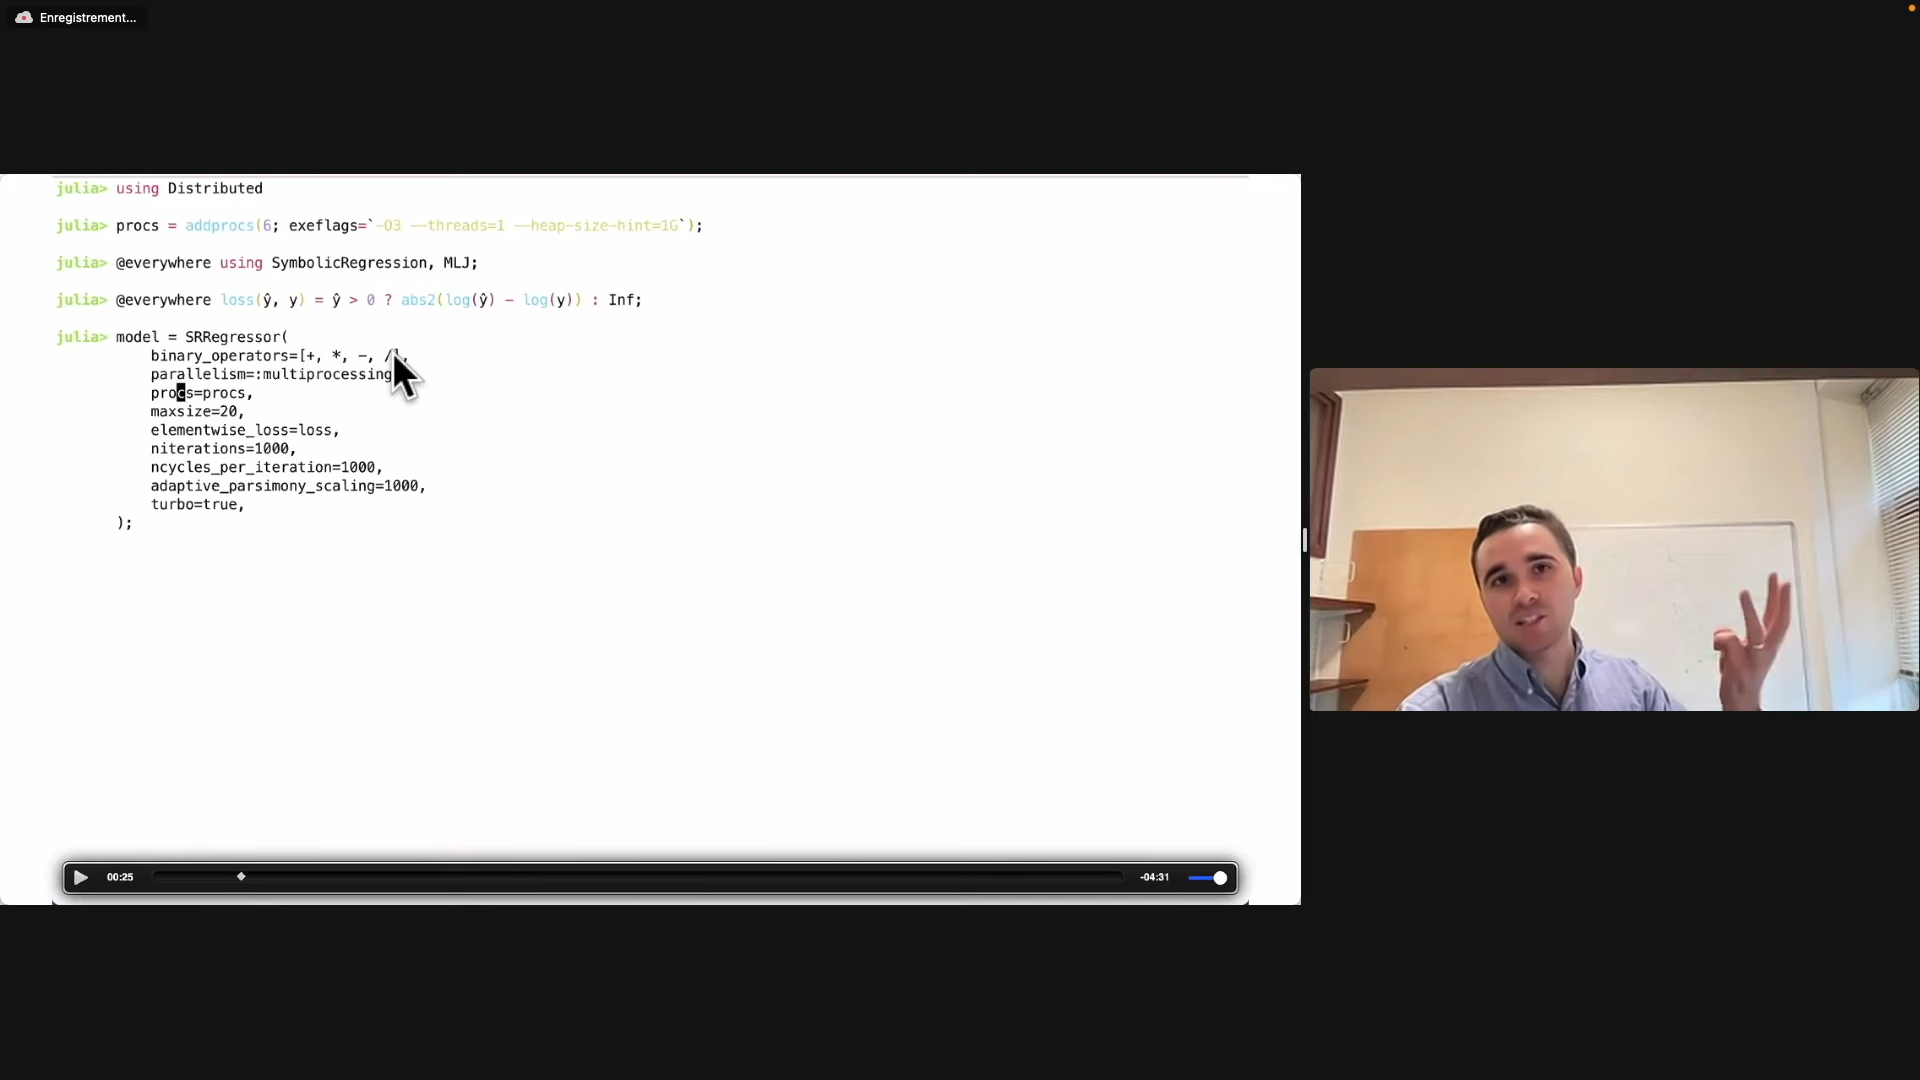 Enregistrement...
julia> using Distributed
julia> procs = addprocs(6; exeflags=`-O3 --threads=1 --heap-size-hint=1G`);
julia> @everywhere using SymbolicRegression, MLJ;
julia> @everywhere loss(ŷ, y) = ŷ > 0 ? abs2(log(ŷ) - log(y)) : Inf;
julia> model = SRRegressor(
binary_operators=[+, *, -, /],
parallelism=:multiprocessing
procs=procs,
maxsize=20,
elementwise_loss=loss,
niterations=1000,
ncycles_per_iteration=1000,
adaptive_parsimony_scaling=1000,
turbo=true,
);
00:25
-04:31